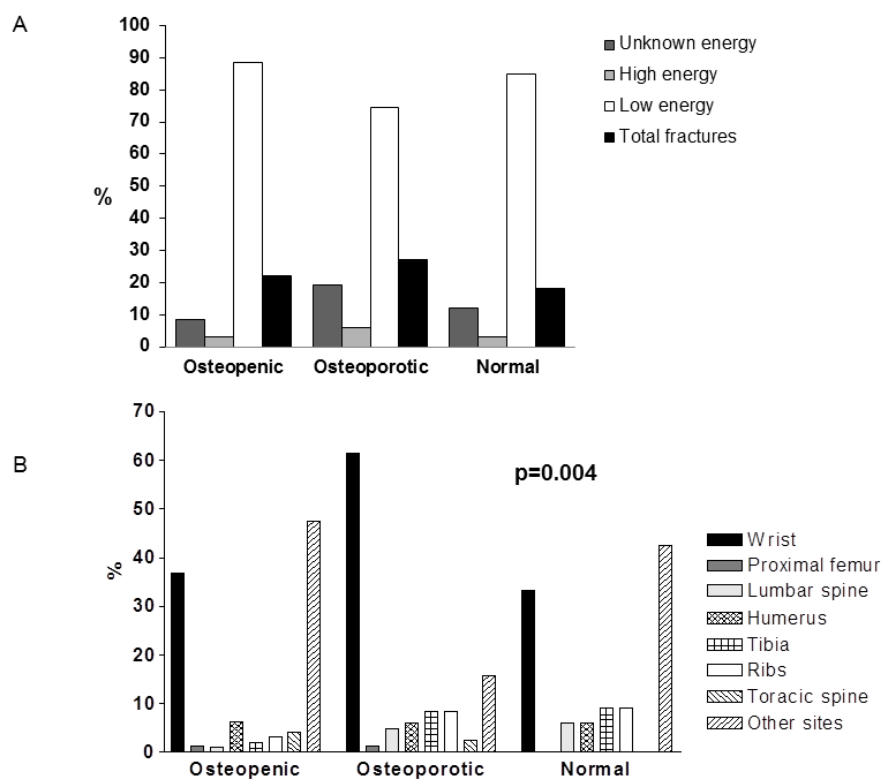 A
100
90
80
70
60
50
40
30
20
10
0
%
Osteopenic Osteoporotic Normal
Unknown energy
High energy
Low energy
Total fractures
B
70
60
50
40
30
20
10
0
%
p=0.004
Osteopenic Osteoporotic Normal
Wrist
Proximal femur
Lumbar spine
Humerus
Tibia
Ribs
Toracic spine
Other sites